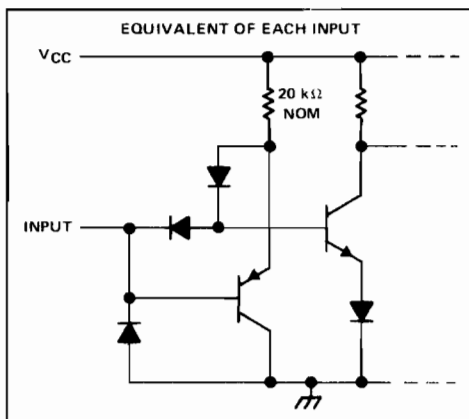 EQUIVALENT OF EACH INPUT
VCC
20 kΩ
NOM
INPUT